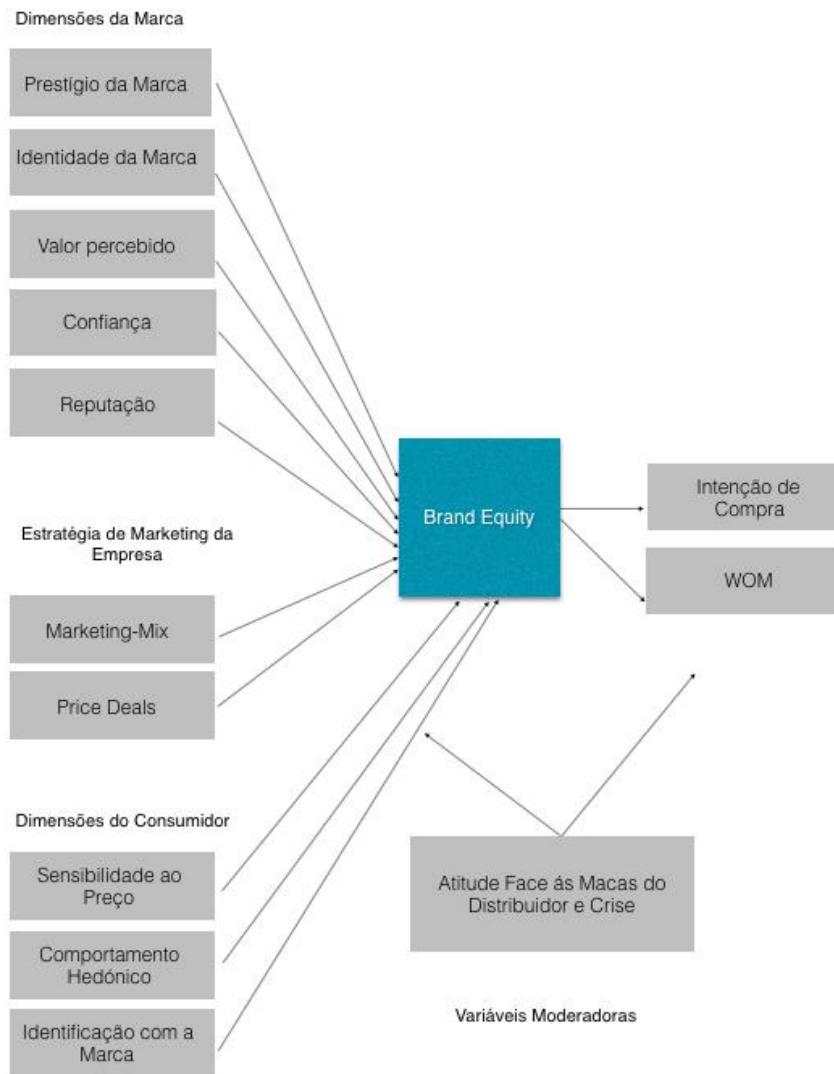 Dimensões da Marca
Prestígio da Marca
Identidade da Marca
Valor percebido
Confiança
Reputação
Brand Equity
Intenção de
Compra
WOM
Estratégia de Marketing da
Empresa
Marketing-Mix
Price Deals
Dimensões do Consumidor
Sensibilidade ao
Preço
Comportamento
Hedónico
Identificação com a
Marca
Atitude Face ás Macas do
Distribuidor e Crise
Variáveis Moderadoras